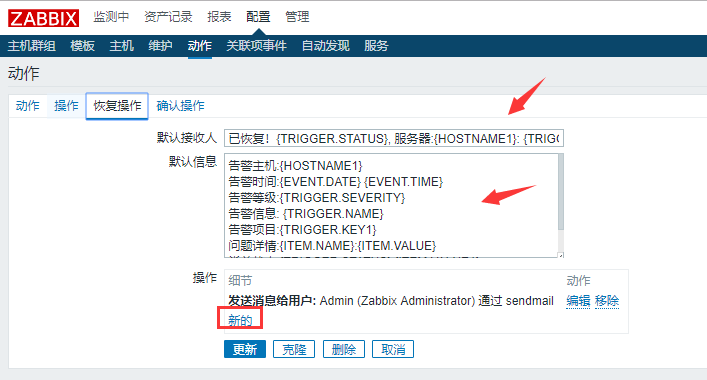 ZABBIX 监测中 资产记录 报表 配置 管理
主机群组 模板 主机 维护 动作 关联项事件 自动发现 服务
动作
动作 操作 恢复操作 确认操作
默认接收人 已恢复！{TRIGGER.STATUS}, 服务器:{HOSTNAME1}: {TRIGG
默认信息 告警主机:{HOSTNAME1}
告警时间:{EVENT.DATE} {EVENT.TIME}
告警等级:{TRIGGER.SEVERITY}
告警信息: {TRIGGER.NAME}
告警项目:{TRIGGER.KEY1}
问题详情:{ITEM.NAME}:{ITEM.VALUE}
操作 细节 动作
发送消息给用户: Admin (Zabbix Administrator) 通过 sendmail 编辑 移除
新的
更新 克隆 删除 取消